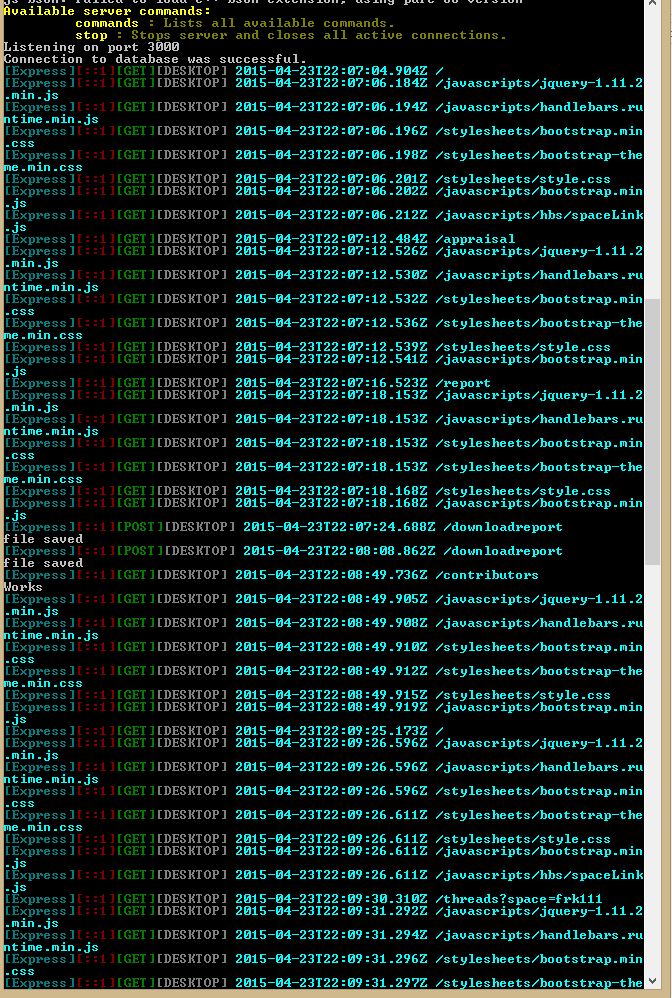 js-bson: Failed to load c++ bson extension, using pure JS version
Available server commands:
commands : Lists all available commands.
stop : Stops server and closes all active connections.
Listening on port 3000
Connection to database was successful.
[Express][::1][GET][DESKTOP] 2015-04-23T22:07:04.904Z /
[Express][::1][GET][DESKTOP] 2015-04-23T22:07:06.184Z /javascripts/jquery-1.11.2
.min.js
[Express][::1][GET][DESKTOP] 2015-04-23T22:07:06.194Z /javascripts/handlebars.ru
ntime.min.js
[Express][::1][GET][DESKTOP] 2015-04-23T22:07:06.196Z /stylesheets/bootstrap.min
.css
[Express][::1][GET][DESKTOP] 2015-04-23T22:07:06.198Z /stylesheets/bootstrap-the
me.min.css
[Express][::1][GET][DESKTOP] 2015-04-23T22:07:06.201Z /stylesheets/style.css
[Express][::1][GET][DESKTOP] 2015-04-23T22:07:06.202Z /javascripts/bootstrap.min
.js
[Express][::1][GET][DESKTOP] 2015-04-23T22:07:06.212Z /javascripts/hbs/spaceLink
.js
[Express][::1][GET][DESKTOP] 2015-04-23T22:07:12.484Z /appraisal
[Express][::1][GET][DESKTOP] 2015-04-23T22:07:12.526Z /javascripts/jquery-1.11.2
.min.js
[Express][::1][GET][DESKTOP] 2015-04-23T22:07:12.530Z /javascripts/handlebars.ru
ntime.min.js
[Express][::1][GET][DESKTOP] 2015-04-23T22:07:12.532Z /stylesheets/bootstrap.min
.css
[Express][::1][GET][DESKTOP] 2015-04-23T22:07:12.536Z /stylesheets/bootstrap-the
me.min.css
[Express][::1][GET][DESKTOP] 2015-04-23T22:07:12.539Z /stylesheets/style.css
[Express][::1][GET][DESKTOP] 2015-04-23T22:07:12.541Z /javascripts/bootstrap.min
.js
[Express][::1][GET][DESKTOP] 2015-04-23T22:07:16.523Z /report
[Express][::1][GET][DESKTOP] 2015-04-23T22:07:18.153Z /javascripts/jquery-1.11.2
.min.js
[Express][::1][GET][DESKTOP] 2015-04-23T22:07:18.153Z /javascripts/handlebars.ru
ntime.min.js
[Express][::1][GET][DESKTOP] 2015-04-23T22:07:18.153Z /stylesheets/bootstrap.min
.css
[Express][::1][GET][DESKTOP] 2015-04-23T22:07:18.153Z /stylesheets/bootstrap-the
me.min.css
[Express][::1][GET][DESKTOP] 2015-04-23T22:07:18.168Z /stylesheets/style.css
[Express][::1][GET][DESKTOP] 2015-04-23T22:07:18.168Z /javascripts/bootstrap.min
.js
[Express][::1][POST][DESKTOP] 2015-04-23T22:07:24.688Z /downloadreport
file saved
[Express][::1][POST][DESKTOP] 2015-04-23T22:08:08.862Z /downloadreport
file saved
[Express][::1][GET][DESKTOP] 2015-04-23T22:08:49.736Z /contributors
Works
[Express][::1][GET][DESKTOP] 2015-04-23T22:08:49.905Z /javascripts/jquery-1.11.2
.min.js
[Express][::1][GET][DESKTOP] 2015-04-23T22:08:49.908Z /javascripts/handlebars.ru
ntime.min.js
[Express][::1][GET][DESKTOP] 2015-04-23T22:08:49.910Z /stylesheets/bootstrap.min
.css
[Express][::1][GET][DESKTOP] 2015-04-23T22:08:49.912Z /stylesheets/bootstrap-the
me.min.css
[Express][::1][GET][DESKTOP] 2015-04-23T22:08:49.915Z /stylesheets/style.css
[Express][::1][GET][DESKTOP] 2015-04-23T22:08:49.919Z /javascripts/bootstrap.min
.js
[Express][::1][GET][DESKTOP] 2015-04-23T22:09:25.173Z /
[Express][::1][GET][DESKTOP] 2015-04-23T22:09:26.596Z /javascripts/jquery-1.11.2
.min.js
[Express][::1][GET][DESKTOP] 2015-04-23T22:09:26.596Z /javascripts/handlebars.ru
ntime.min.js
[Express][::1][GET][DESKTOP] 2015-04-23T22:09:26.596Z /stylesheets/bootstrap.min
.css
[Express][::1][GET][DESKTOP] 2015-04-23T22:09:26.611Z /stylesheets/bootstrap-the
me.min.css
[Express][::1][GET][DESKTOP] 2015-04-23T22:09:26.611Z /stylesheets/style.css
[Express][::1][GET][DESKTOP] 2015-04-23T22:09:26.611Z /javascripts/bootstrap.min
.js
[Express][::1][GET][DESKTOP] 2015-04-23T22:09:26.611Z /javascripts/hbs/spaceLink
.js
[Express][::1][GET][DESKTOP] 2015-04-23T22:09:30.310Z /threads?space=frk111
[Express][::1][GET][DESKTOP] 2015-04-23T22:09:31.292Z /javascripts/jquery-1.11.2
.min.js
[Express][::1][GET][DESKTOP] 2015-04-23T22:09:31.294Z /javascripts/handlebars.ru
ntime.min.js
[Express][::1][GET][DESKTOP] 2015-04-23T22:09:31.296Z /stylesheets/bootstrap.min
.css
[Express][::1][GET][DESKTOP] 2015-04-23T22:09:31.297Z /stylesheets/bootstrap-the